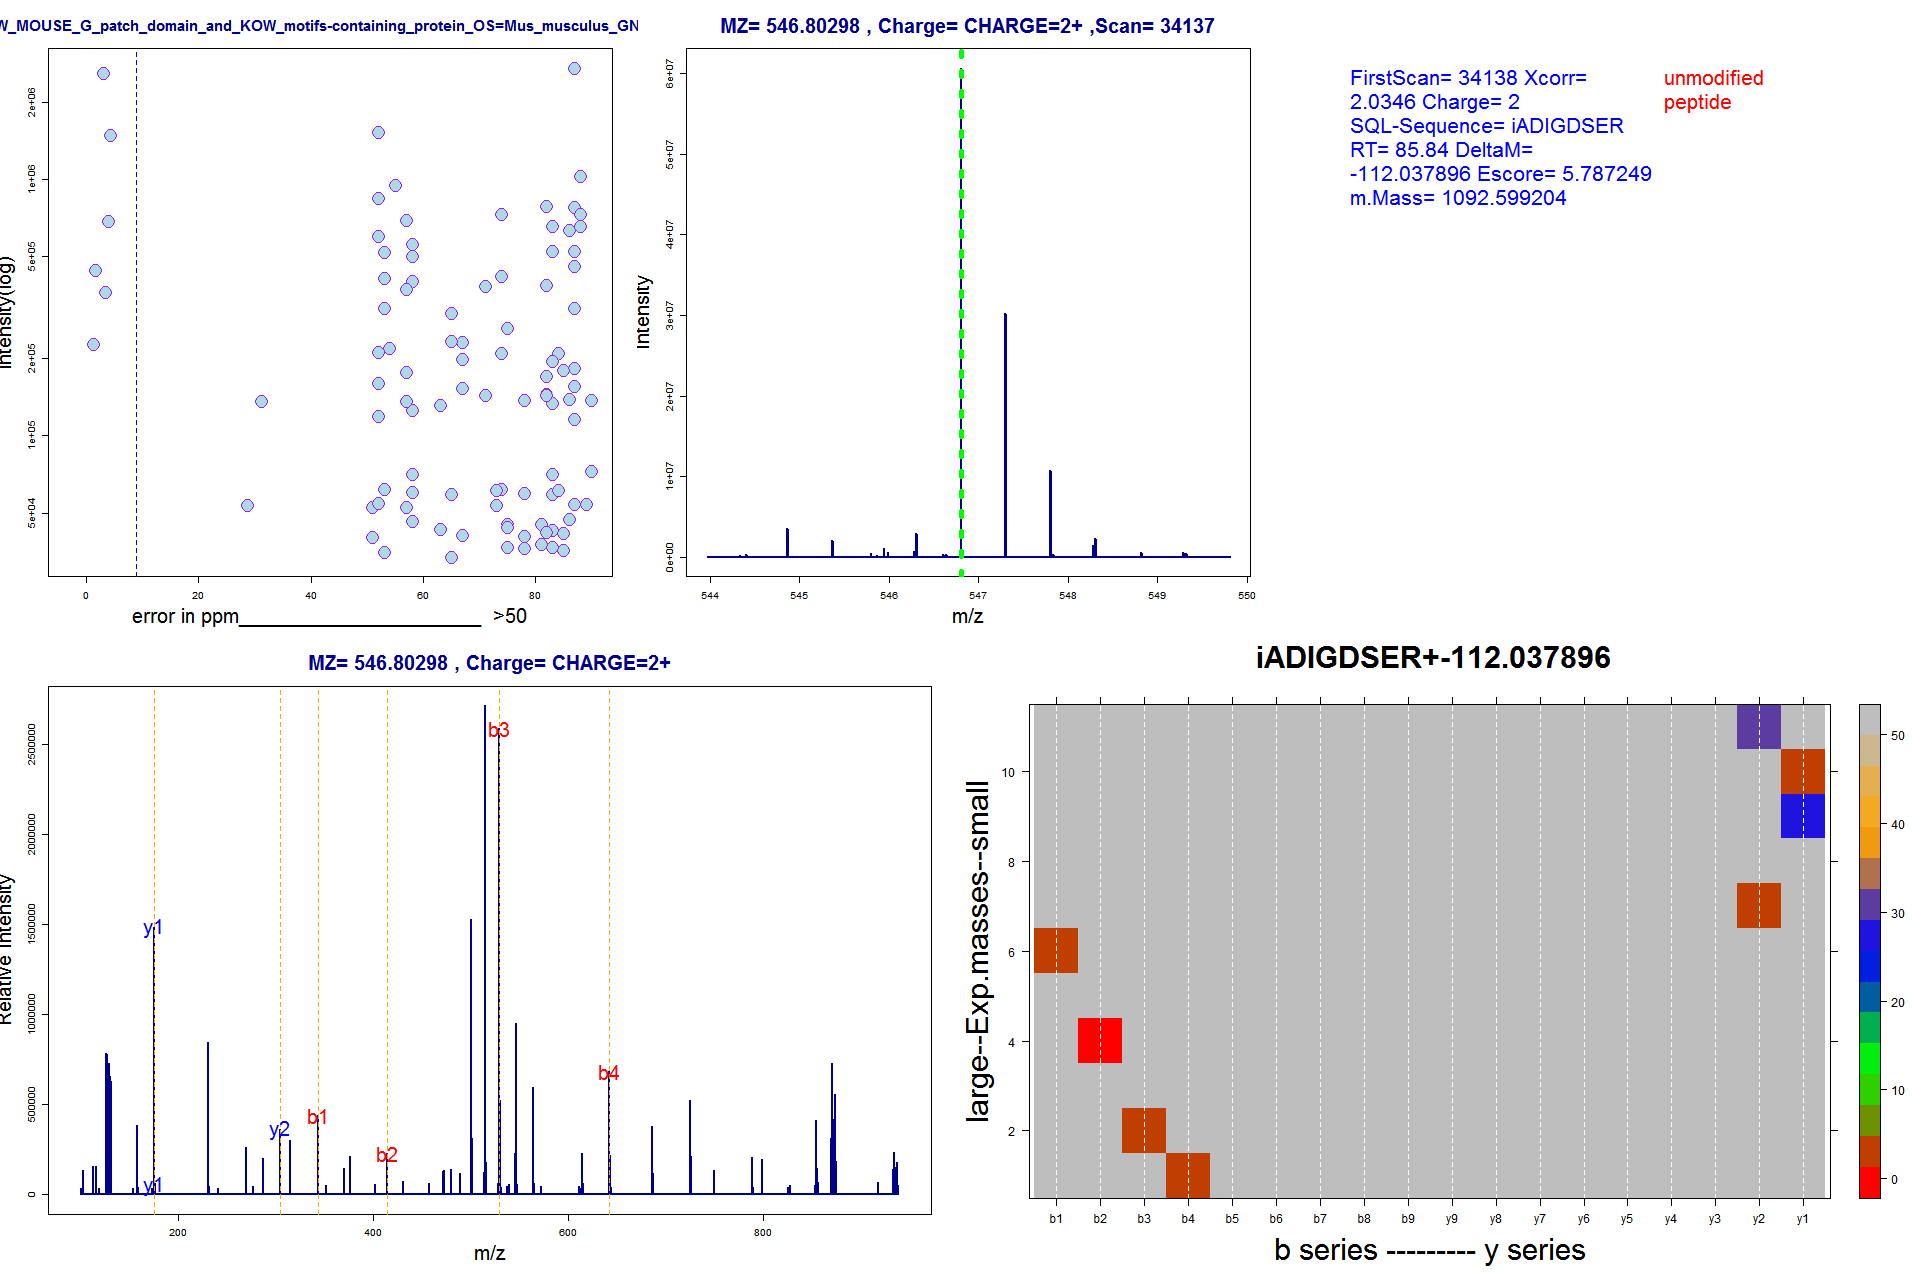 W_MOUSE_G_patch_domain_and_KOW_motifs-containing_protein_OS=Mus_musculus_GN
Intensity(log)
5e+04 1e+05 2e+05 5e+05 1e+06 2e+06
0 20 40 60 80
error in ppm______________________ >50
MZ= 546.80298 , Charge= CHARGE=2+ ,Scan= 34137
Intensity
0e+00 1e+07 2e+07 3e+07 4e+07 5e+07 6e+07
544 545 546 547 548 549 550
m/z
FirstScan= 34138 Xcorr=
2.0346 Charge= 2
SQL-Sequence= iADIGDSER
RT= 85.84 DeltaM=
-112.037896 Escore= 5.787249
m.Mass= 1092.599204
unmodified
peptide
MZ= 546.80298 , Charge= CHARGE=2+
Relative Intensity
0 500000 1000000 1500000 2000000 2500000
b3
y1
b4
b1
y2
b2
y1
200 400 600 800
m/z
iADIGDSER+-112.037896
large--Exp.masses--small
2 4 6 8 10
b1 b2 b3 b4 b5 b6 b7 b8 b9 y9 y8 y7 y6 y5 y4 y3 y2 y1
b series --------- y series
0 10 20 30 40 50